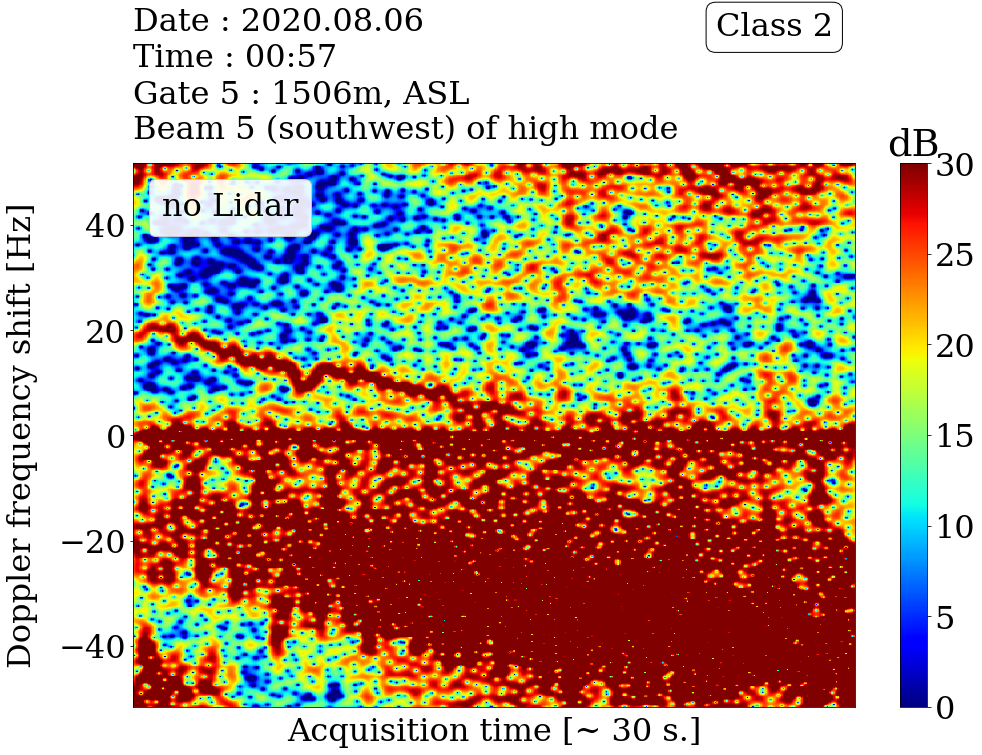 Date : 2020.08.06
Time : 00:57
Gate 5 : 1506m, ASL
Beam 5 (southwest) of high mode
Class 2
dB
no Lidar
Doppler frequency shift [Hz]
40
20
0
−20
−40
30
25
20
15
10
5
0
Acquisition time [~ 30 s.]